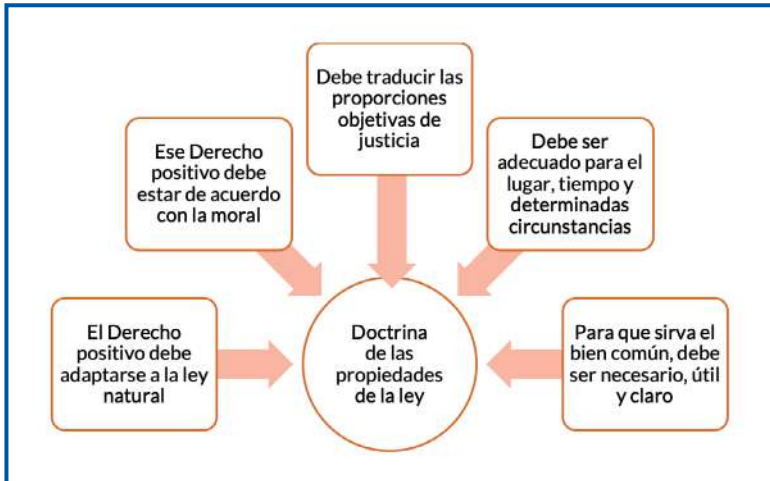 Debe traducir las
proporciones
objetivas de
justicia
Ese Derecho
positivo debe
estar de acuerdo
con la moral
Debe ser
adecuado para el
lugar, tiempo y
determinadas
circunstancias
El Derecho
positivo debe
adaptarse a la ley
natural
Doctrina
de las
propiedades
de la ley
Para que sirva el
bien común, debe
ser necesario, útil
y claro